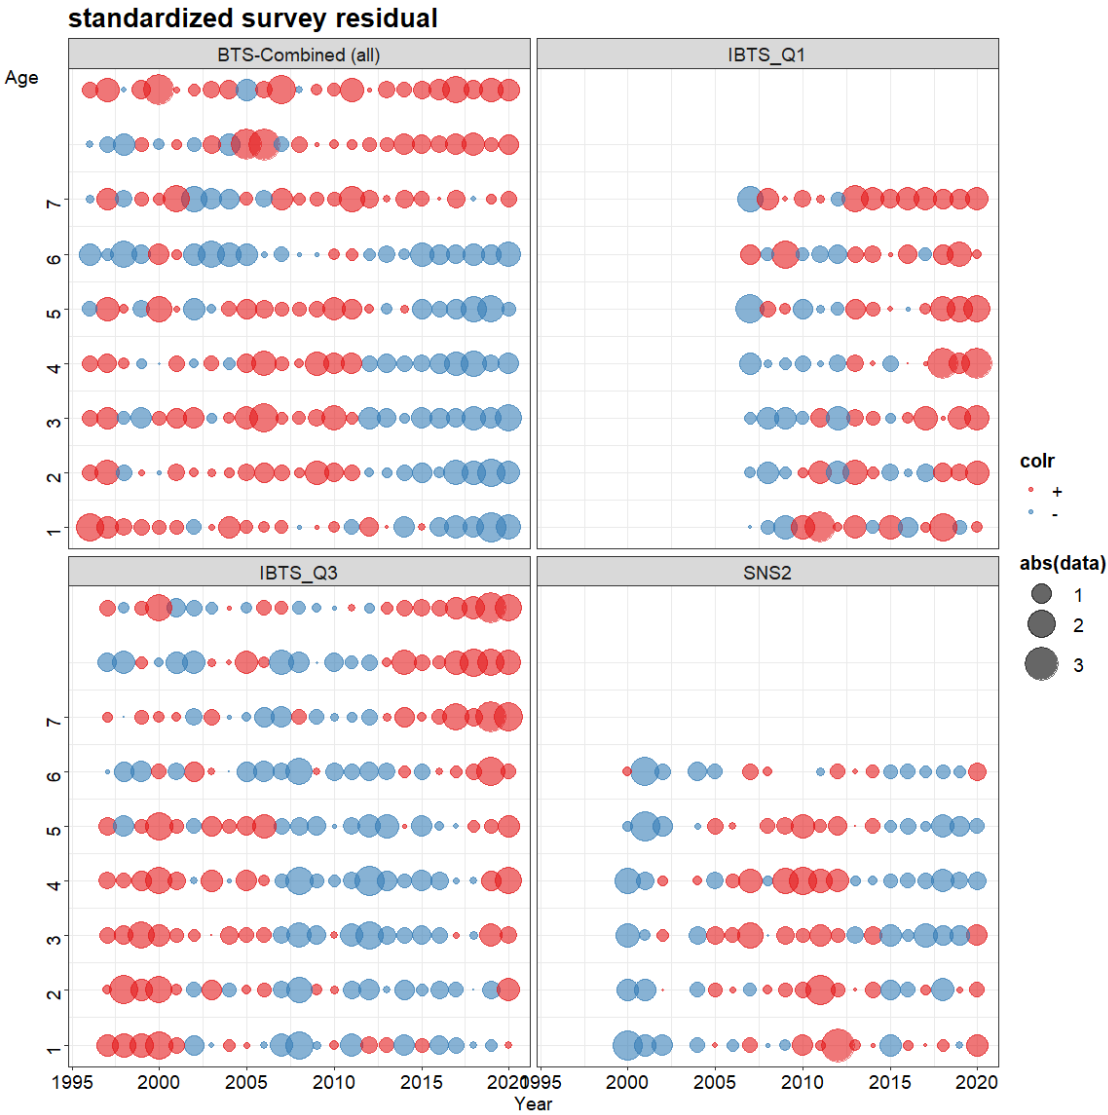 standardized survey residual
BTS-Combined (all)
IBTS_Q1
Age
7
6
5
4
3
2
1
colr
+
-
abs(data)
1
2
3
IBTS_Q3
SNS2
7
6
5
4
3
2
1
1995 2000 2005 2010 2015 2020 1995 2000 2005 2010 2015 2020
Year